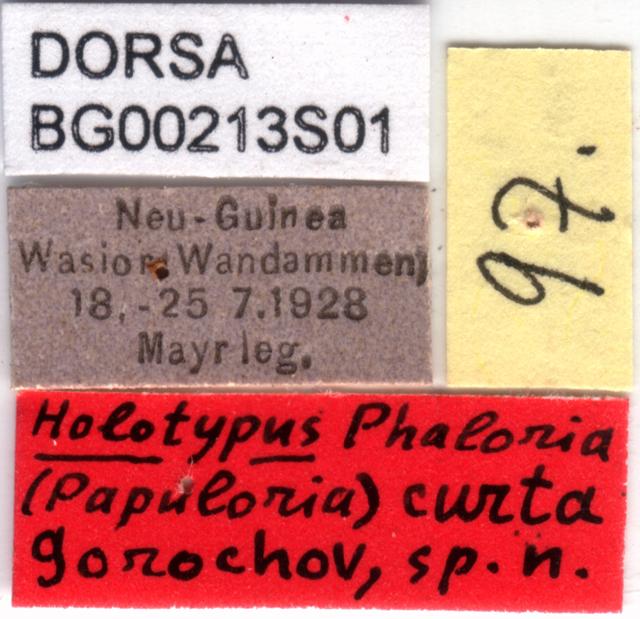 DORSA
BG00213S01
Neu-Guinea
Wasior, Wandammen,
18.-25 7.1928
Mayr leg.
97.
Holotypus Phaloria
(Papuloria) curta
gorochov, sp. n.